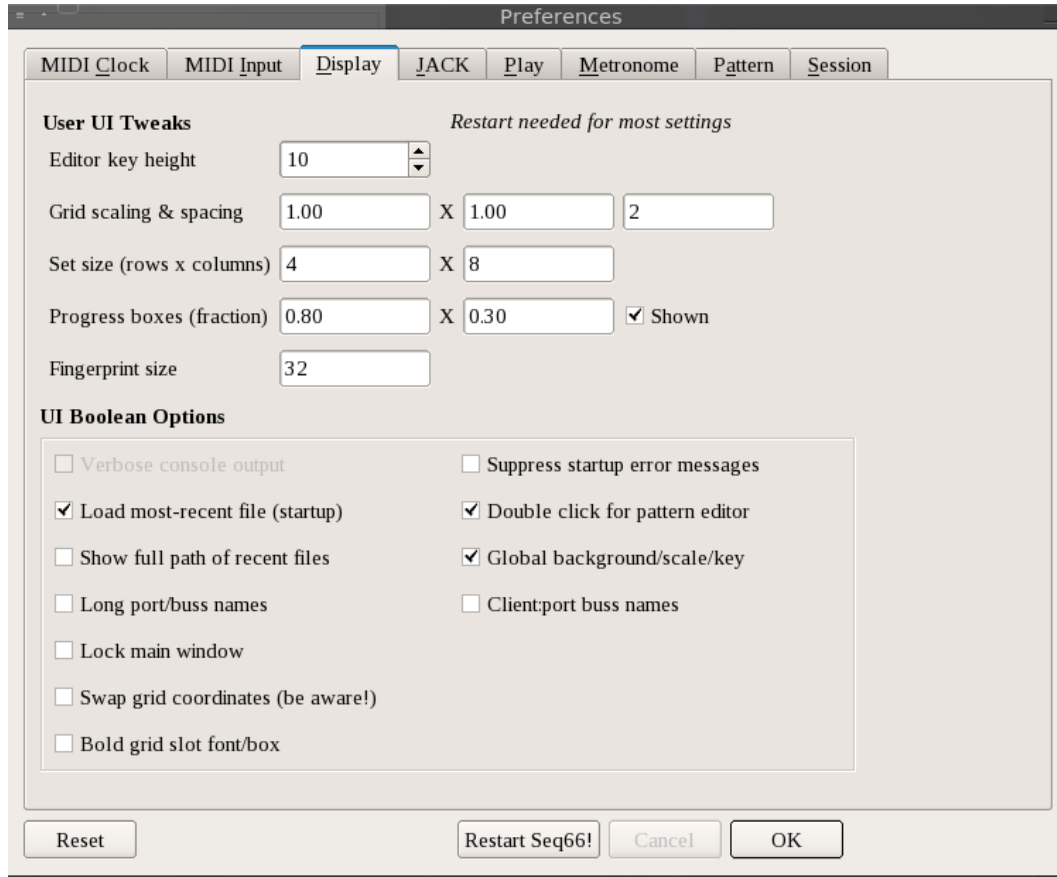 Preferences
MIDI Clock MIDI Input Display JACK Play Metronome Pattern Session
User UI Tweaks Restart needed for most settings
Editor key height 10
Grid scaling & spacing 1.00 X 1.00 2
Set size (rows x columns) 4 X 8
Progress boxes (fraction) 0.80 X 0.30 Shown
Fingerprint size 32
UI Boolean Options
Verbose console output Suppress startup error messages
Load most-recent file (startup) Double click for pattern editor
Show full path of recent files Global background/scale/key
Long port/buss names Client:port buss names
Lock main window
Swap grid coordinates (be aware!)
Bold grid slot font/box
Reset Restart Seq66! Cancel OK